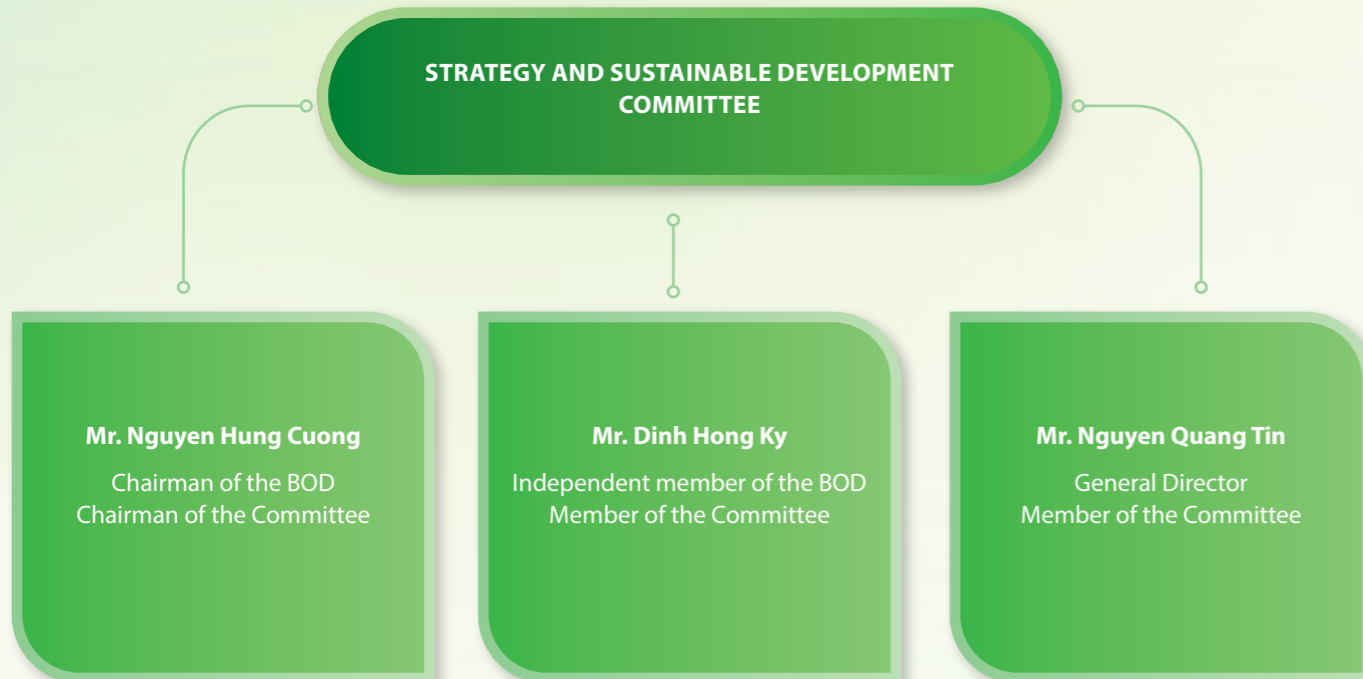 STRATEGY AND SUSTAINABLE DEVELOPMENT
COMMITTEE
Mr. Nguyen Hung Cuong
Chairman of the BOD
Chairman of the Committee
Mr. Dinh Hong Ky
Independent member of the BOD
Member of the Committee
Mr. Nguyen Quang Tin
General Director
Member of the Committee